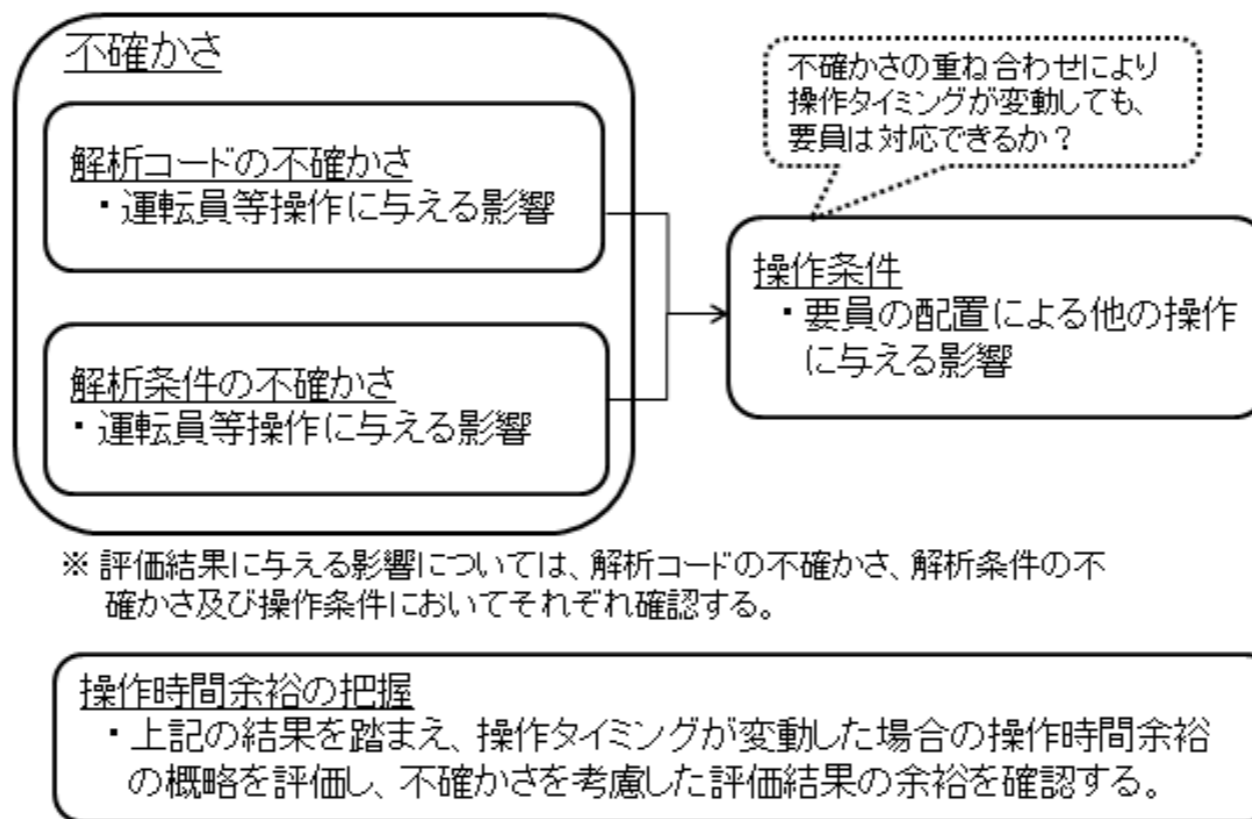 不確かさ
解析コードの不確かさ
・運転員等操作に与える影響
解析条件の不確かさ
・運転員等操作に与える影響
不確かさの重ね合わせにより
操作タイミングが変動しても、
要員は対応できるか?
操作条件
・要員の配置による他の操作
に与える影響
※ 評価結果に与える影響については、解析コードの不確かさ、解析条件の不
確かさ及び操作条件においてそれぞれ確認する。
操作時間余裕の把握
・上記の結果を踏まえ、操作タイミングが変動した場合の操作時間余裕
の概略を評価し、不確かさを考慮した評価結果の余裕を確認する。